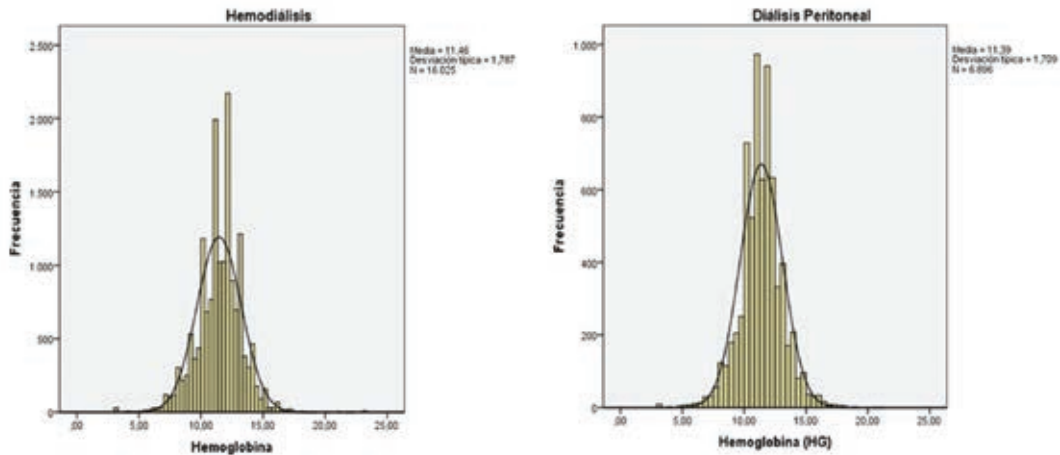 Hemodiálisis
2.500
2.000
1.500
1.000
500
0
,00
5,00
10,00
15,00
20,00
25,00
Frecuencia
Hemoglobina
Media = 11,46
Desviación típica = 1,787
N = 16.025
Diálisis Peritoneal
1.000
800
600
400
200
0
,00
5,00
10,00
15,00
20,00
25,00
Frecuencia
Hemoglobina (HG)
Media = 11,39
Desviación típica = 1,709
N = 6.896